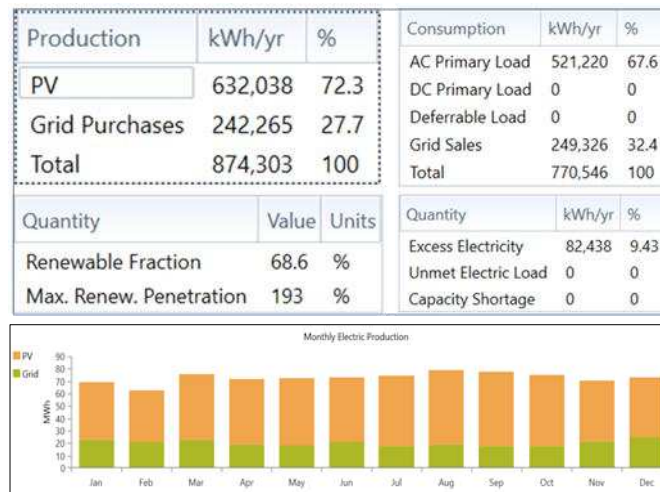 Production kWh/yr %
PV 632,038 72.3
Grid Purchases 242,265 27.7
Total 874,303 100
Consumption kWh/yr %
AC Primary Load 521,220 67.6
DC Primary Load 0 0
Deferrable Load 0 0
Grid Sales 249,326 32.4
Total 770,546 100
Quantity Value Units
Renewable Fraction 68.6 %
Max. Renew. Penetration 193 %
Quantity kWh/yr %
Excess Electricity 82,438 9.43
Unmet Electric Load 0 0
Capacity Shortage 0 0
Monthly Electric Production
PV
Grid
MWh
90
80
70
60
50
40
30
20
10
0
Jan Feb Mar Apr May Jun Jul Aug Sep Oct Nov Dec